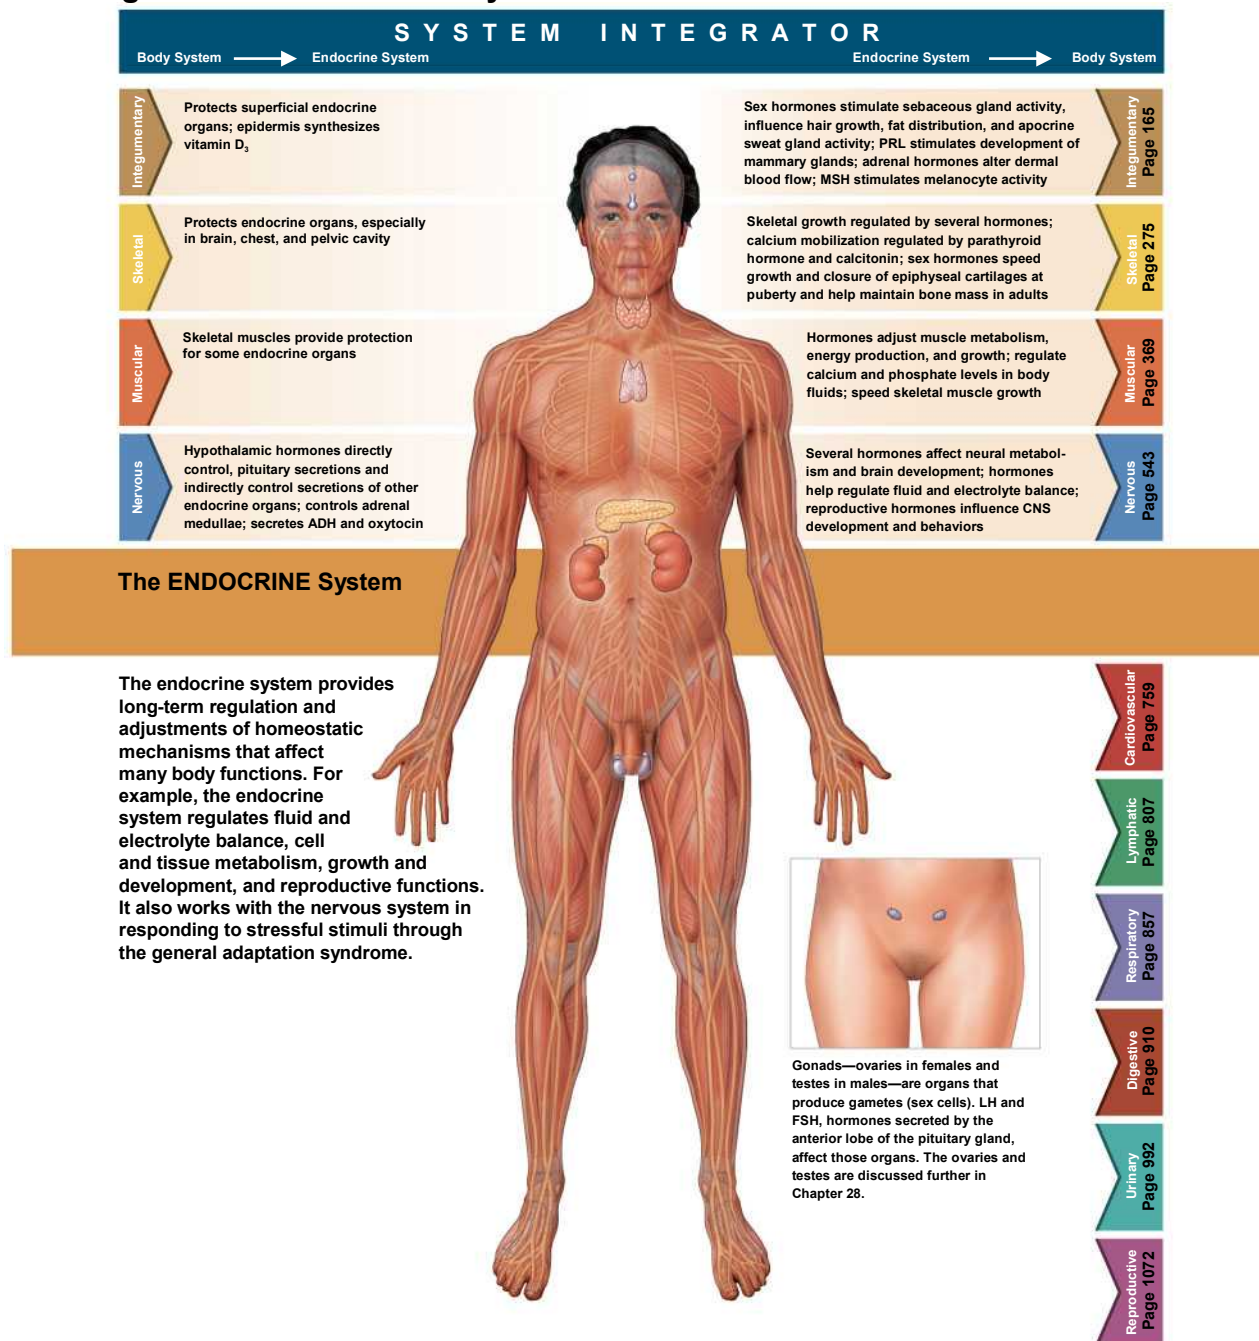 SYSTEM INTEGRATOR
Body System Endocrine System
Endocrine System Body System
Integumentary
Protects superficial endocrine
organs; epidermis synthesizes
vitamin D3
Sex hormones stimulate sebaceous gland activity,
influence hair growth, fat distribution, and apocrine
sweat gland activity; PRL stimulates development of
mammary glands; adrenal hormones alter dermal
blood flow; MSH stimulates melanocyte activity
Integumentary
Page 165
Skeletal
Protects endocrine organs, especially
in brain, chest, and pelvic cavity
Skeletal growth regulated by several hormones;
calcium mobilization regulated by parathyroid
hormone and calcitonin; sex hormones speed
growth and closure of epiphyseal cartilages at
puberty and help maintain bone mass in adults
Skeletal
Page 275
Muscular
Skeletal muscles provide protection
for some endocrine organs
Hormones adjust muscle metabolism,
energy production, and growth; regulate
calcium and phosphate levels in body
fluids; speed skeletal muscle growth
Muscular
Page 369
Nervous
Hypothalamic hormones directly
control, pituitary secretions and
indirectly control secretions of other
endocrine organs; controls adrenal
medullae; secretes ADH and oxytocin
Several hormones affect neural metabol-
ism and brain development; hormones
help regulate fluid and electrolyte balance;
reproductive hormones influence CNS
development and behaviors
Nervous
Page 543
The ENDOCRINE System
The endocrine system provides
long-term regulation and
adjustments of homeostatic
mechanisms that affect
many body functions. For
example, the endocrine
system regulates fluid and
electrolyte balance, cell
and tissue metabolism, growth and
development, and reproductive functions.
It also works with the nervous system in
responding to stressful stimuli through
the general adaptation syndrome.
Cardiovascular
Page 759
Lymphatic
Page 807
Respiratory
Page 857
Digestive
Page 910
Urinary
Page 992
Reproductive
Page 1072
Gonads—ovaries in females and
testes in males—are organs that
produce gametes (sex cells). LH and
FSH, hormones secreted by the
anterior lobe of the pituitary gland,
affect those organs. The ovaries and
testes are discussed further in
Chapter 28.